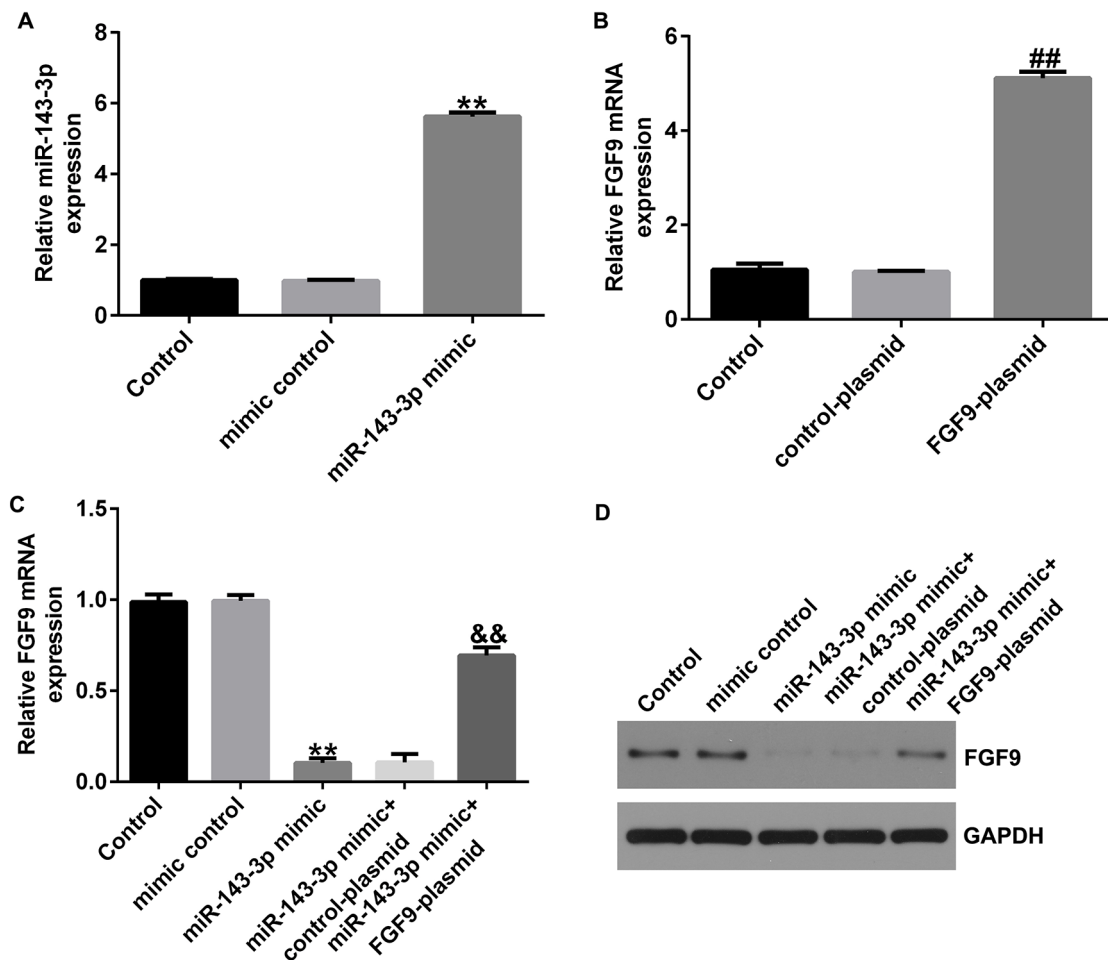 A
Relative miR-143-3p
expression
8
6
4
2
0
**
Control
mimic control
miR-143-3p mimic
B
Relative FGF9 mRNA
expression
6
4
2
0
##
Control
control-plasmid
FGF9-plasmid
C
Relative FGF9 mRNA
expression
1.5
1.0
0.5
0.0
**
&&
Control
mimic control
miR-143-3p mimic
miR-143-3p mimic+
control-plasmid
miR-143-3p mimic+
FGF9-plasmid
D
Control
mimic control
miR-143-3p mimic
miR-143-3p mimic+
control-plasmid
miR-143-3p mimic+
FGF9-plasmid
FGF9
GAPDH